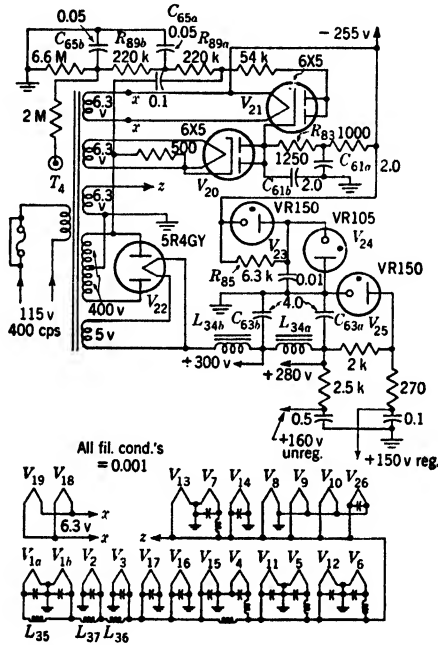 C65a
0.05
0.05
C65b R89b R89a
6.6 M 220 k 220 k 54 k
−255 v
6X5
0.1
2 M
6.3 v
x
x
V21
R83 1000
6X5
T4
6.3 v
500
V20
1250
C61a
C61b 2.0
2.0
6.3 v
z
VR150
VR105
5R4GY
V23
V24
R85 6.3 k
0.01
VR150
115 v
400 cps
400 v
V22
4.0
L34b C63b L34a C63a V25
5 v
+300 v
+280 v
2 k
2.5 k
270
0.5
0.1
+160 v
unreg.
+150 v reg.
All fil. cond.'s
= 0.001
V19 V18
6.3 v
x
x
V13 V7 V14 V8 V9 V10 V26
z
V1a V1b V2 V3 V17 V16 V15 V4 V11 V5 V12 V6
L35 L37 L36